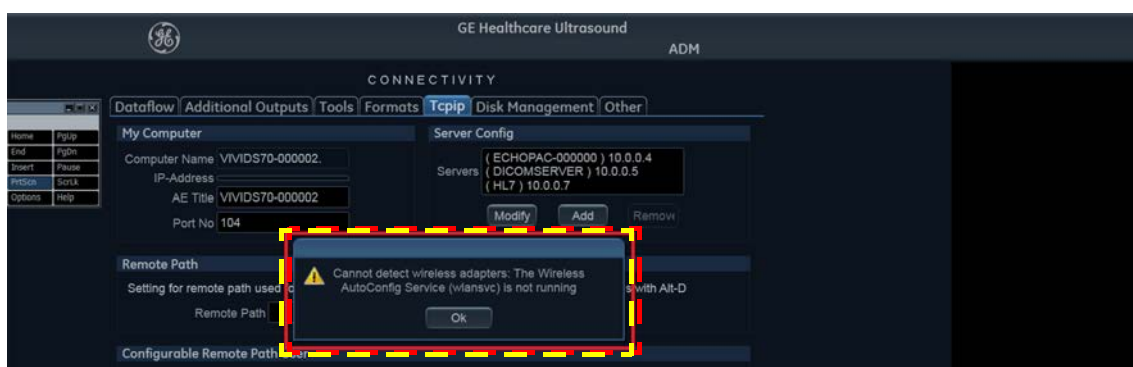 GE Healthcare Ultrasound
ADM
CONNECTIVITY
Dataflow Additional Outputs Tools Formats Tcpip Disk Management Other
Home PgUp
End PgDn
Insert Pause
PrtScn ScrLk
Options Help
My Computer
Computer Name VIVIDS70-000002.
IP-Address
AE Title VIVIDS70-000002
Port No 104
Server Config
Servers
( ECHOPAC-000000 ) 10.0.0.4
( DICOMSERVER ) 10.0.0.5
( HL7 ) 10.0.0.7
Modify Add Remove
Remote Path
Setting for remote path used s with Alt-D
Remote Path
Cannot detect wireless adapters: The Wireless
AutoConfig Service (wlansvc) is not running
Ok
Configurable Remote Path User